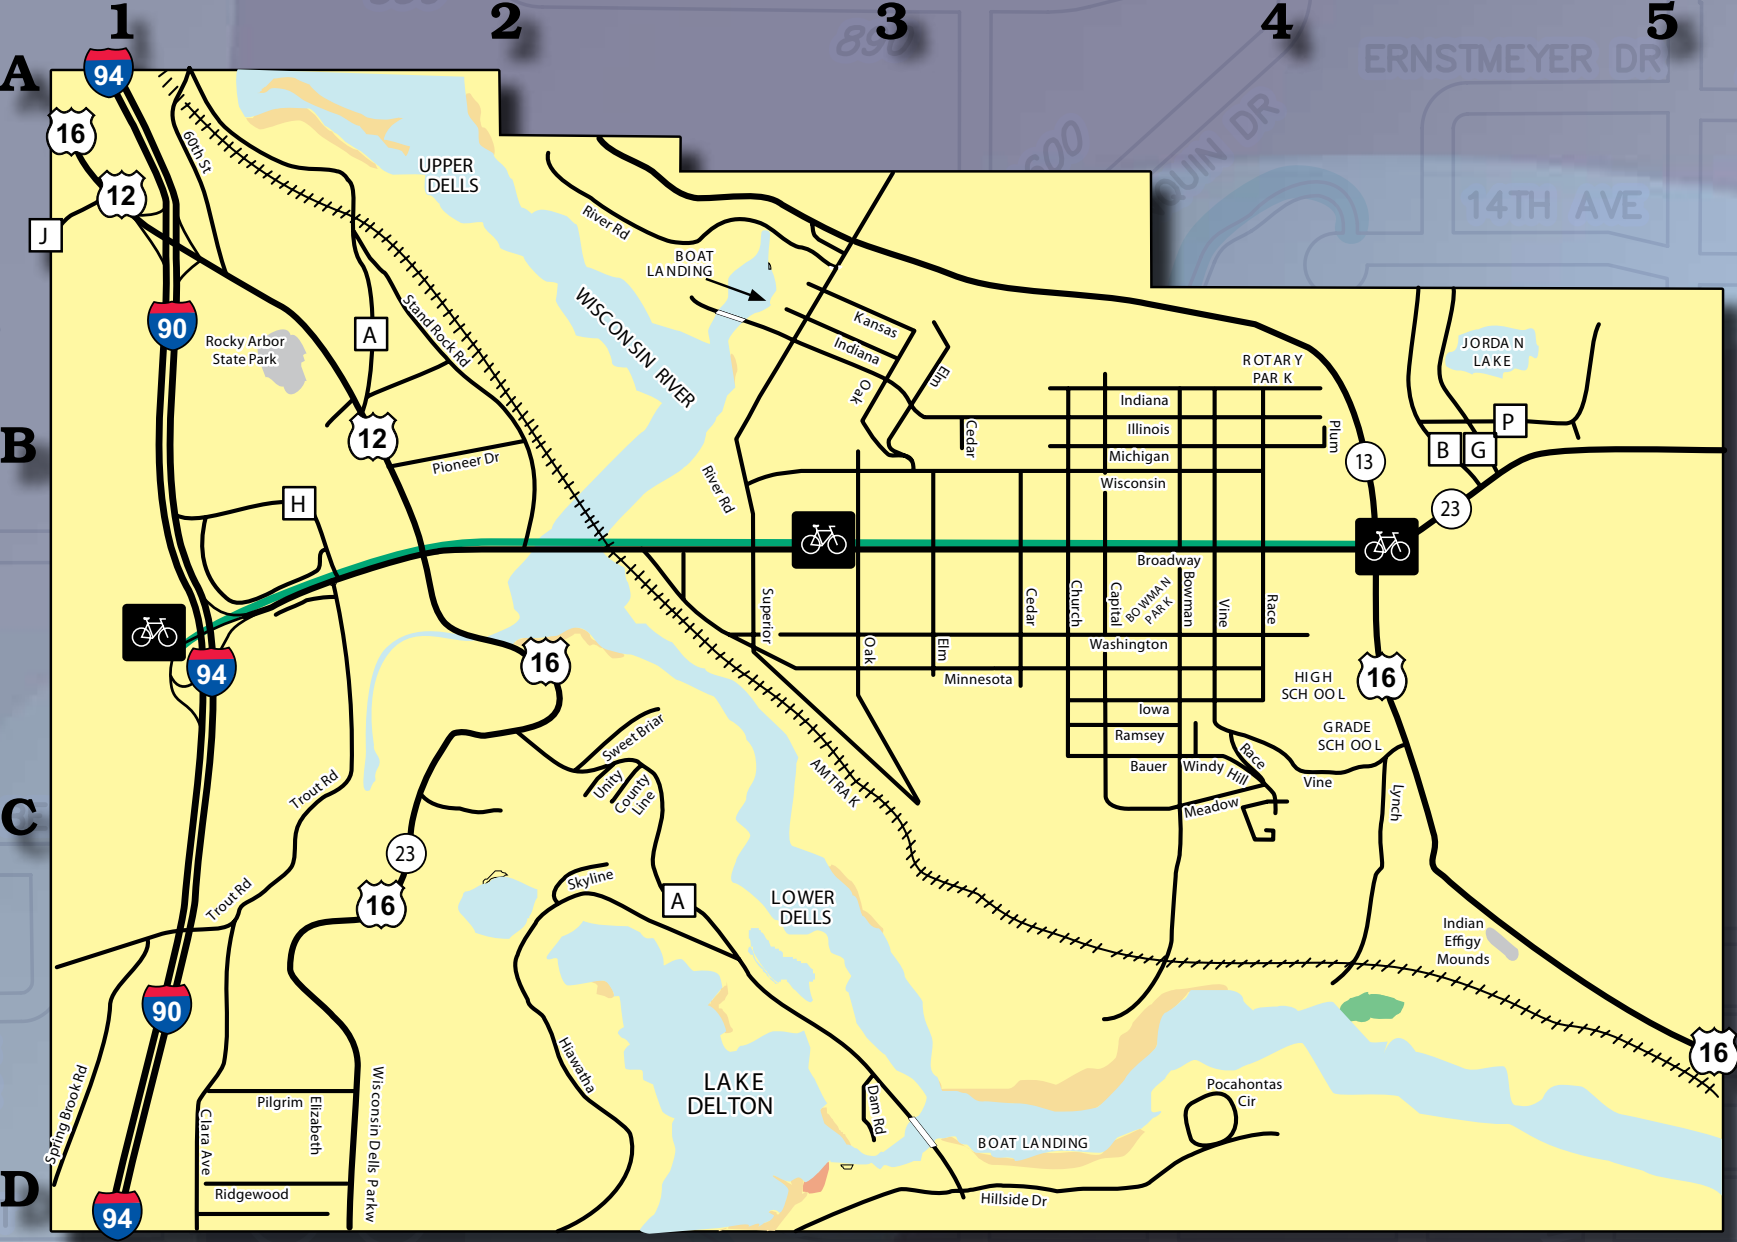 1
2
3
4
5
A
B
C
D
890
600
ERNSTMEYER DR
QUIN DR
14TH AVE
94
16
12
J
60th St
90
Rocky Arbor
State Park
A
Stand Rock Rd
12
Pioneer Dr
H
94
UPPER
DELLS
River Rd
BOAT
LANDING
WISCONSIN RIVER
Kansas
Indiana
Oak
Elm
Cedar
River Rd
ROTARY
PARK
Indiana
Illinois
Michigan
Wisconsin
Plum
13
JORDAN
LAKE
P
B
G
23
Broadway
Superior
Oak
Elm
Cedar
Church
Capital
BOWMAN
PARK
Bowman
Vine
Race
Washington
Minnesota
Iowa
Ramsey
Bauer
Windy
Hill
Race
Meadow
HIGH
SCHOOL
16
GRADE
SCHOOL
Vine
Lynch
16
Sweet Briar
Unity
County
Line
AMTRAK
Trout Rd
23
16
Trout Rd
Skyline
A
LOWER
DELLS
Indian
Effigy
Mounds
90
16
Spring Brook Rd
Hiawatha
LAKE
DELTON
Dam Rd
Pocahontas
Cir
BOAT LANDING
Hillside Dr
Pilgrim
Elizabeth
Clara Ave
Wisconsin Dells Parkw
Ridgewood
94